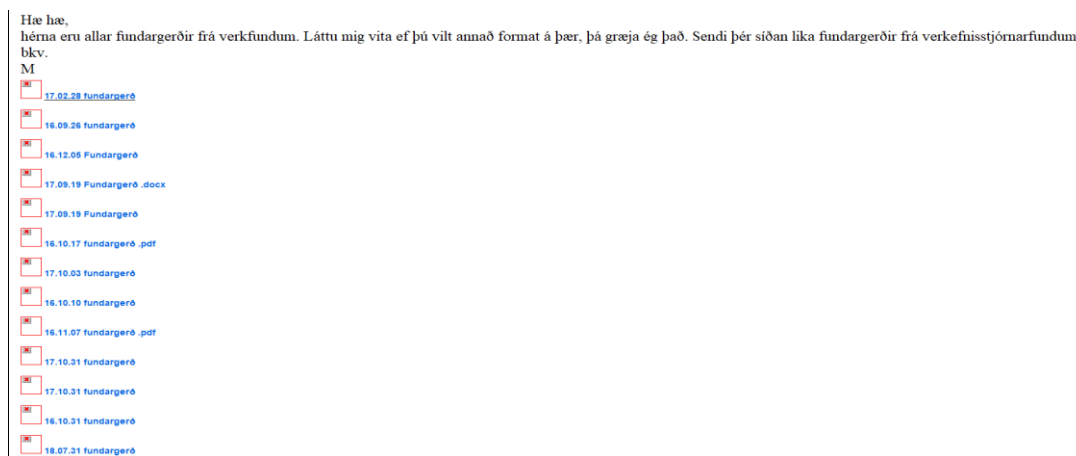 Hæ hæ,
hérna eru allar fundargerðir frá verkfundum. Láttu mig vita ef þú vilt annað format á þær, þá græja ég það. Sendi þér síðan líka fundargerðir frá verkefnisstjórnarfundum
bkv.
M
17.02.28 fundargerð
16.09.26 fundargerð
16.12.05 Fundargerð
17.09.19 Fundargerð .docx
17.09.19 Fundargerð
16.10.17 fundargerð .pdf
17.10.03 fundargerð
16.10.10 fundargerð
16.11.07 fundargerð .pdf
17.10.31 fundargerð
17.10.31 fundargerð
16.10.31 fundargerð
18.07.31 fundargerð